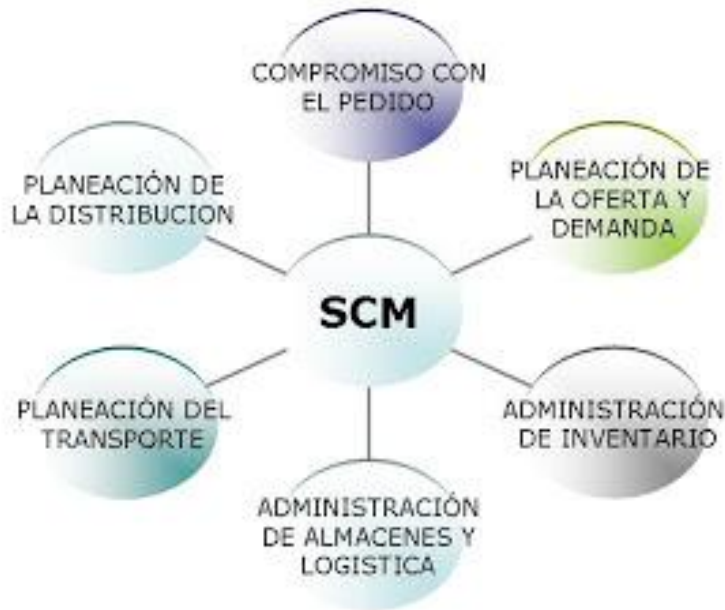 COMPROMISO CON
EL PEDIDO
PLANEACIÓN DE
LA OFERTA Y
DEMANDA
ADMINISTRACIÓN
DE INVENTARIO
ADMINISTRACIÓN
DE ALMACENES Y
LOGISTICA
PLANEACIÓN DEL
TRANSPORTE
PLANEACIÓN DE
LA DISTRIBUCION
SCM